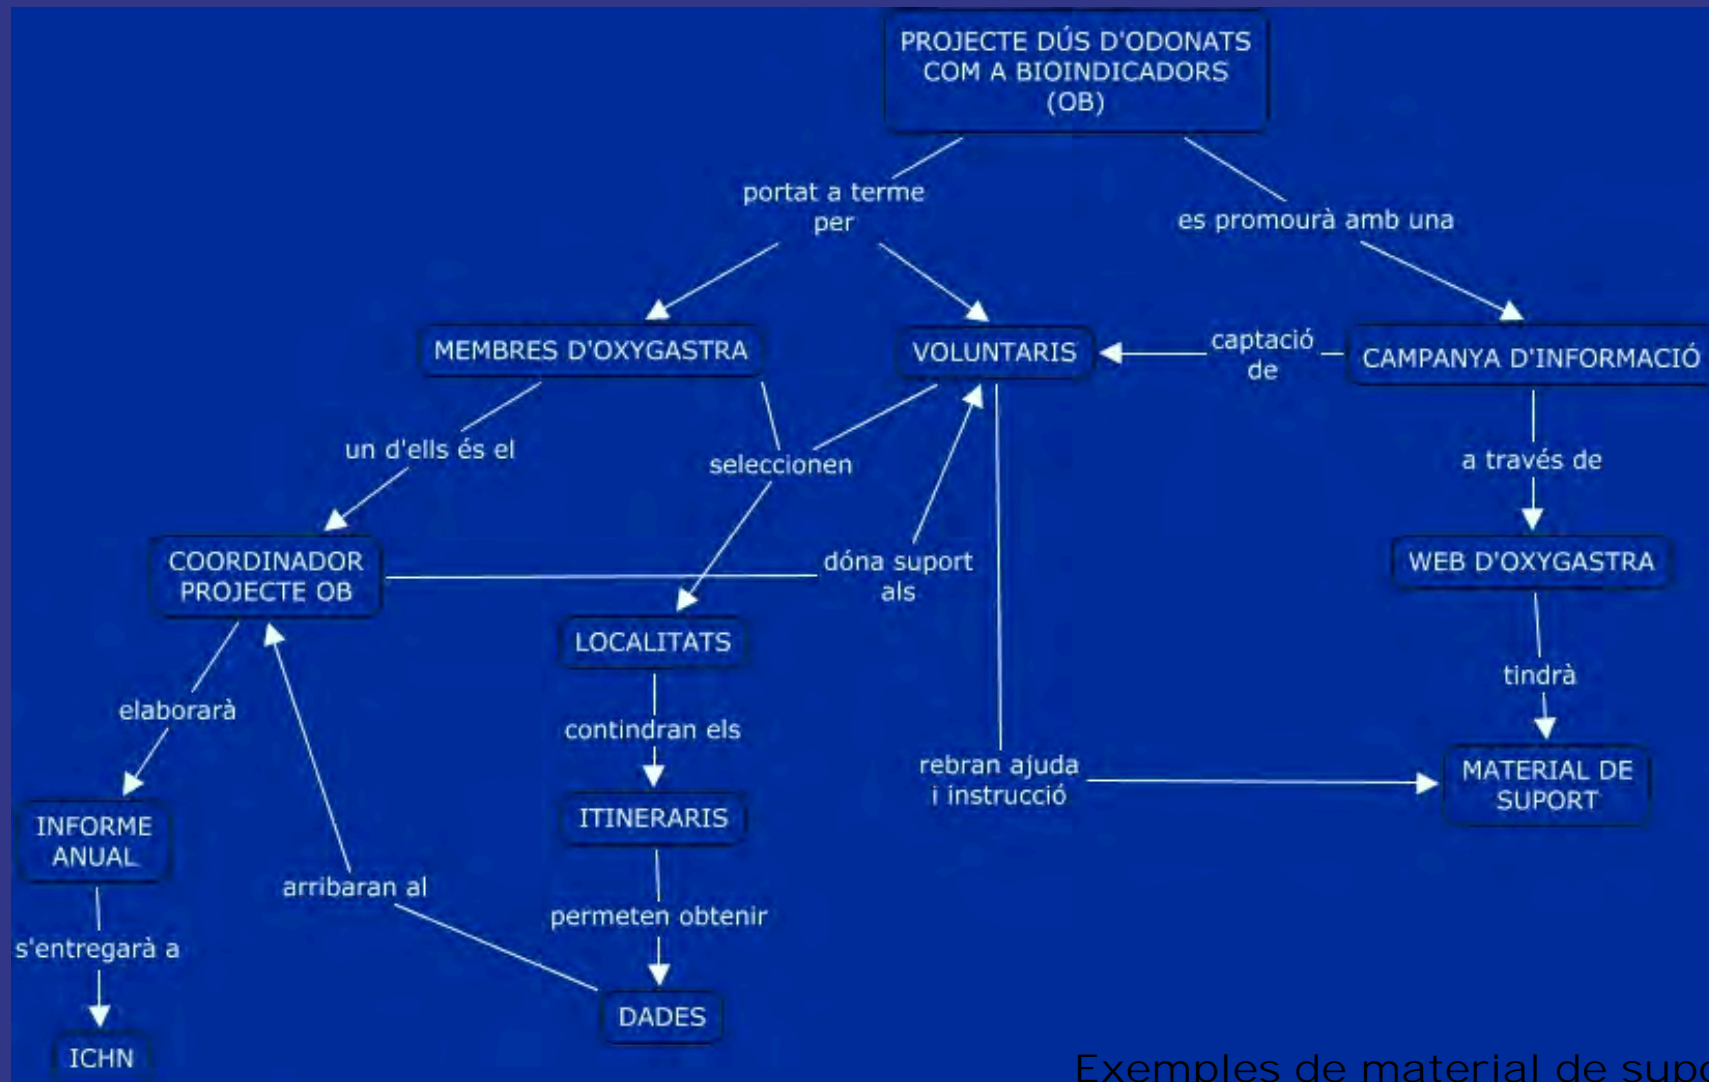 PROJECTE DÚS D'ODONATS
COM A BIOINDICADORS
(OB)
portat a terme
per
es promourà amb una
MEMBRES D'OXYGASTRA
VOLUNTARIS
captació
de
CAMPANYA D'INFORMACIÓ
un d'ells és el
seleccionen
a través de
COORDINADOR
PROJECTE OB
dóna suport
als
WEB D'OXYGASTRA
LOCALITATS
tindrà
elaborarà
contindran els
rebran ajuda
i instrucció
MATERIAL DE
SUPORT
INFORME
ANUAL
ITINERARIS
arribaran al
permeten obtenir
s'entregarà a
DADES
ICHN
Exemples de material de supo